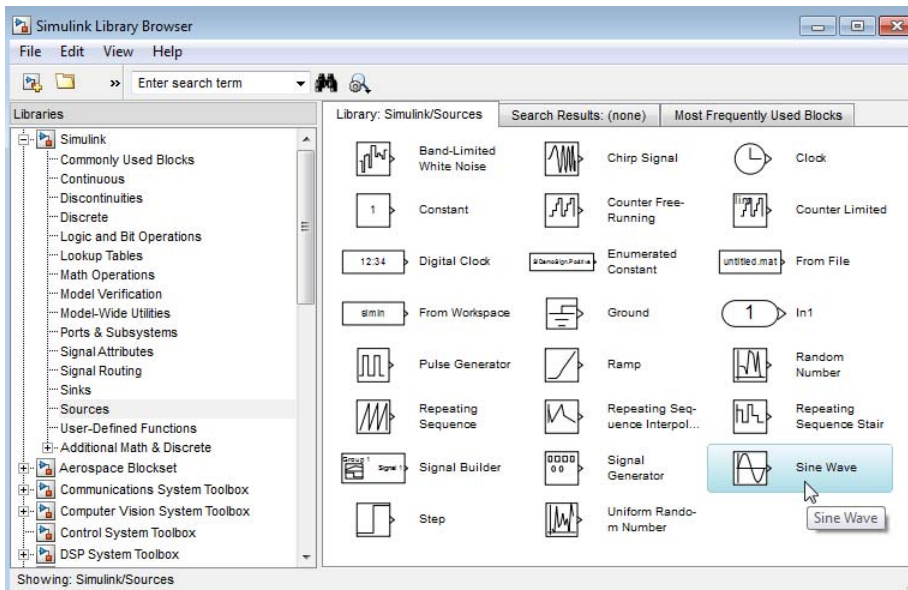 Simulink Library Browser
File Edit View Help
» Enter search term
Libraries
Simulink
Commonly Used Blocks
Continuous
Discontinuities
Discrete
Logic and Bit Operations
Lookup Tables
Math Operations
Model Verification
Model-Wide Utilities
Ports & Subsystems
Signal Attributes
Signal Routing
Sinks
Sources
User-Defined Functions
Additional Math & Discrete
Aerospace Blockset
Communications System Toolbox
Computer Vision System Toolbox
Control System Toolbox
DSP System Toolbox
Library: Simulink/Sources Search Results: (none) Most Frequently Used Blocks
Band-Limited
White Noise
Chirp Signal
Clock
1 Constant
Counter Free-
Running
lim Counter Limited
12:34 Digital Clock
Enumerated
Constant
untitled.mat From File
simin From Workspace
Ground
1 In1
Pulse Generator
Ramp
Random
Number
Repeating
Sequence
Repeating Seq-
uence Interpol...
Repeating
Sequence Stair
Group 1
Signal 1 Signal Builder
Signal
Generator
Sine Wave
Step
Uniform Rando-
m Number
Sine Wave
Showing: Simulink/Sources